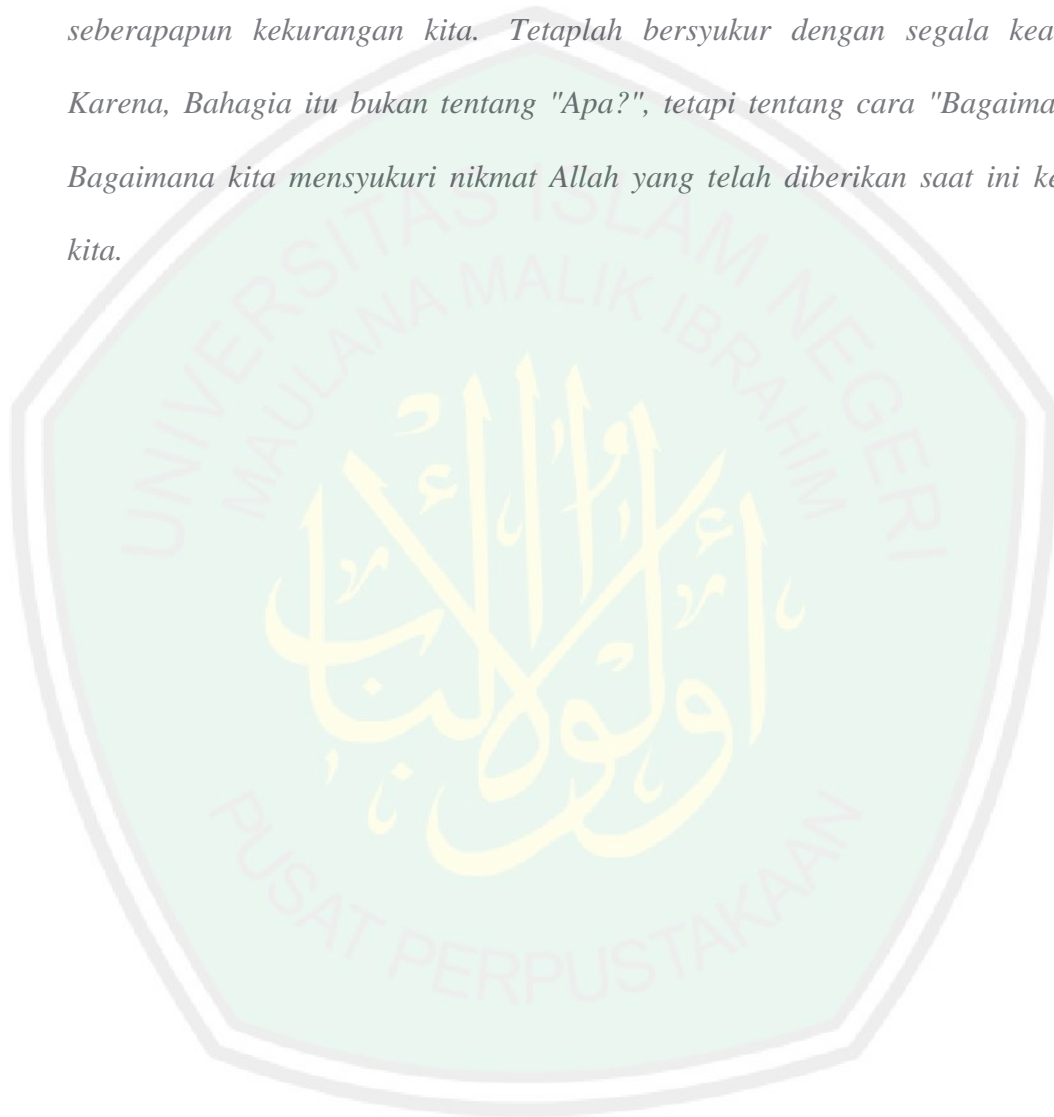 seberapapun kekurangan kita. Tetaplah bersyukur dengan segala kea
Karena, Bahagia itu bukan tentang "Apa?", tetapi tentang cara "Bagaima
Bagaimana kita mensyukuri nikmat Allah yang telah diberikan saat ini ke
kita.
UNIVERSITAS ISLAM NEGERI
MAULANA MALIK IBRAHIM
أولوا الألباب
PUSAT PERPUSTAKAAN